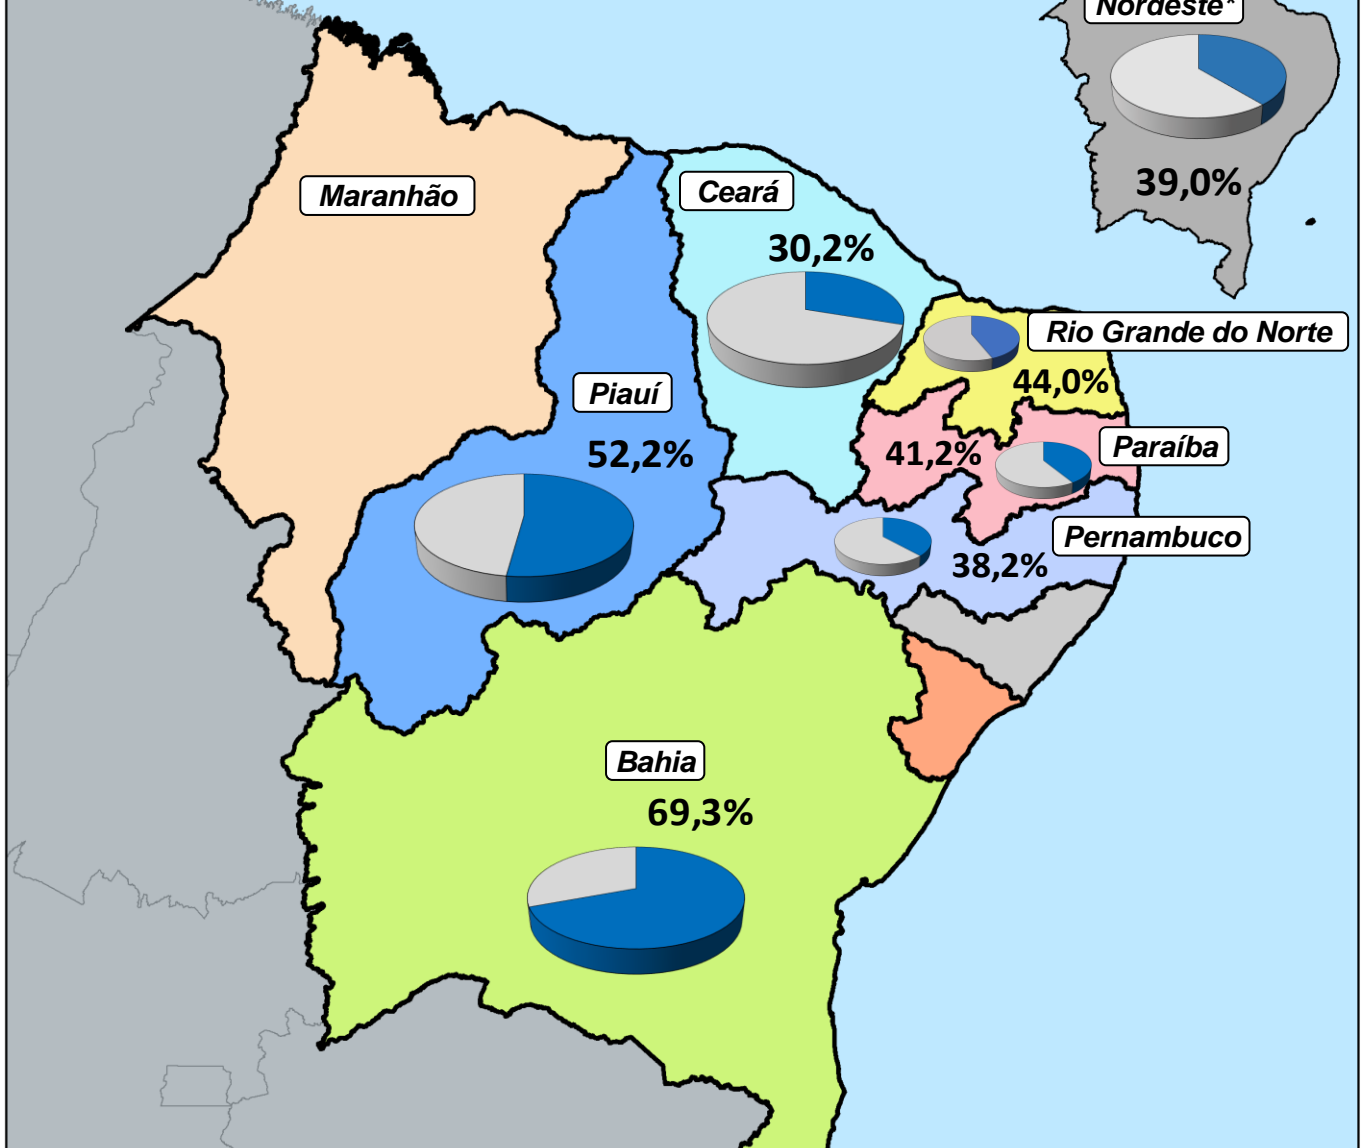 Nordeste*
39,0%
Maranhão
Ceará
30,2%
Rio Grande do Norte
44,0%
Piauí
52,2%
41,2%
Paraíba
Pernambuco
38,2%
Bahia
69,3%